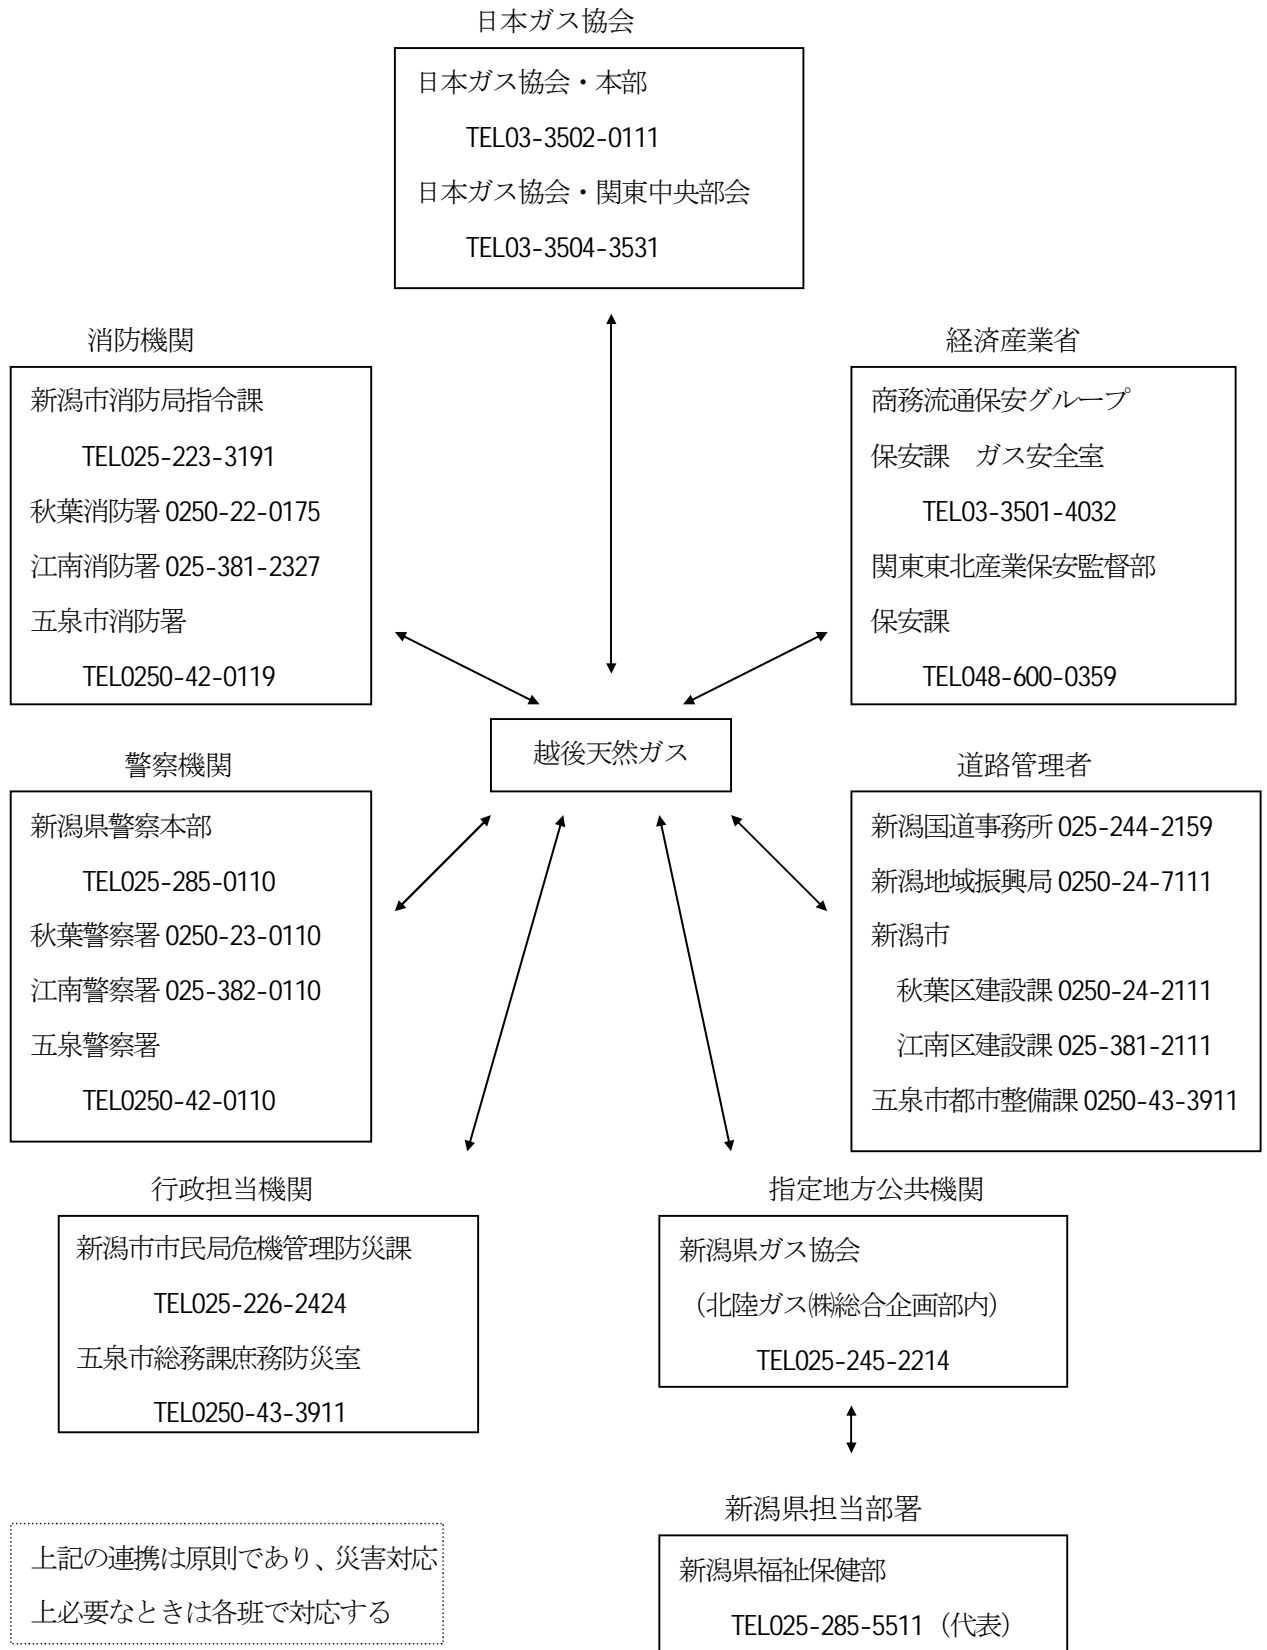 日本ガス協会
日本ガス協会・本部
TEL03-3502-0111
日本ガス協会・関東中央部会
TEL03-3504-3531
消防機関
新潟市消防局指令課
TEL025-223-3191
秋葉消防署 0250-22-0175
江南消防署 025-381-2327
五泉市消防署
TEL0250-42-0119
経済産業省
商務流通保安グループ
保安課　ガス安全室
TEL03-3501-4032
関東東北産業保安監督部
保安課
TEL048-600-0359
越後天然ガス
警察機関
新潟県警察本部
TEL025-285-0110
秋葉警察署 0250-23-0110
江南警察署 025-382-0110
五泉警察署
TEL0250-42-0110
道路管理者
新潟国道事務所 025-244-2159
新潟地域振興局 0250-24-7111
新潟市
秋葉区建設課 0250-24-2111
江南区建設課 025-381-2111
五泉市都市整備課 0250-43-3911
行政担当機関
新潟市市民局危機管理防災課
TEL025-226-2424
五泉市総務課庶務防災室
TEL0250-43-3911
指定地方公共機関
新潟県ガス協会
（北陸ガス㈱総合企画部内）
TEL025-245-2214
新潟県担当部署
新潟県福祉保健部
TEL025-285-5511（代表）
上記の連携は原則であり、災害対応
上必要なときは各班で対応する